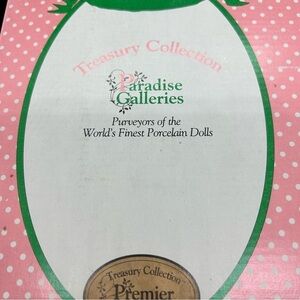 Treasury Collection
Paradise
Galleries
Purveyors of the
World's Finest Porcelain Dolls
Treasury Collection
Premier